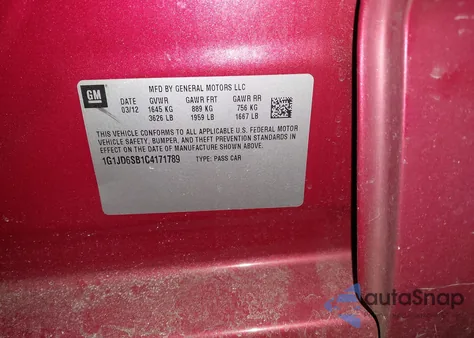 GM
MFD BY GENERAL MOTORS LLC
DATE GVWR GAWR FRT GAWR RR
03/12 1645 KG 889 KG 756 KG
3626 LB 1959 LB 1667 LB
THIS VEHICLE CONFORMS TO ALL APPLICABLE U.S. FEDERAL MOTOR
VEHICLE SAFETY, BUMPER, AND THEFT PREVENTION STANDARDS
IN EFFECT ON THE DATE OF MANUFACTURE SHOWN ABOVE.
1G1JD6SB1C4171789 TYPE: PASS CAR
AutaSnap